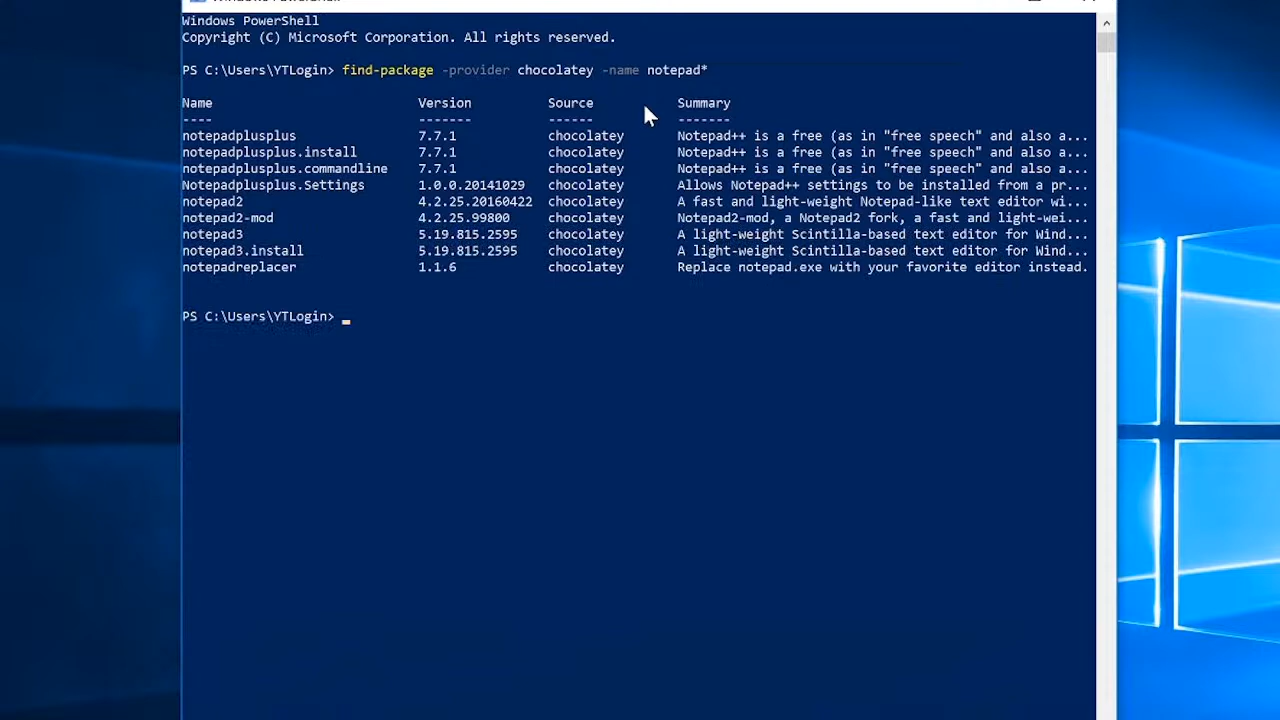 Windows PowerShell
Copyright (C) Microsoft Corporation. All rights reserved.
PS C:\Users\YTLogin> find-package -provider chocolatey -name notepad*
Name Version Source Summary
---- ------- ------ -------
notepadplusplus 7.7.1 chocolatey Notepad++ is a free (as in "free speech" and also a...
notepadplusplus.install 7.7.1 chocolatey Notepad++ is a free (as in "free speech" and also a...
notepadplusplus.commandline 7.7.1 chocolatey Notepad++ is a free (as in "free speech" and also a...
Notepadplusplus.Settings 1.0.0.20141029 chocolatey Allows Notepad++ settings to be installed from a pr...
notepad2 4.2.25.20160422 chocolatey A fast and light-weight Notepad-like text editor wi...
notepad2-mod 4.2.25.99800 chocolatey Notepad2-mod, a Notepad2 fork, a fast and light-wei...
notepad3 5.19.815.2595 chocolatey A light-weight Scintilla-based text editor for Wind...
notepad3.install 5.19.815.2595 chocolatey A light-weight Scintilla-based text editor for Wind...
notepadreplacer 1.1.6 chocolatey Replace notepad.exe with your favorite editor instead.
PS C:\Users\YTLogin>